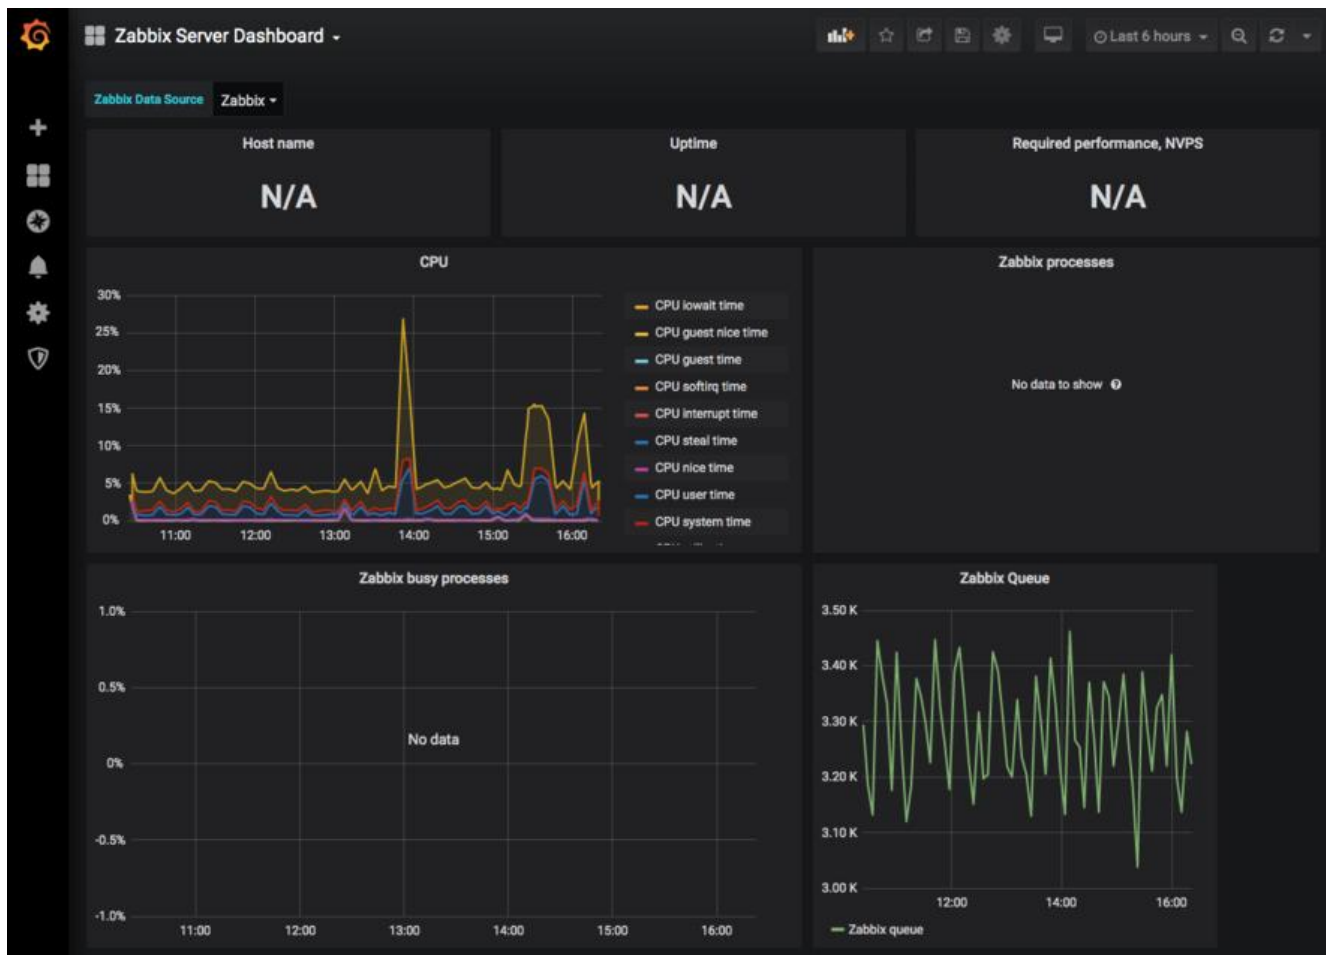 Zabbix Server Dashboard
Last 6 hours
Zabbix Data Source Zabbix
Host name
N/A
Uptime
N/A
Required performance, NVPS
N/A
CPU
30%
25%
20%
15%
10%
5%
0%
11:00 12:00 13:00 14:00 15:00 16:00
CPU iowait time
CPU guest nice time
CPU guest time
CPU softirq time
CPU interrupt time
CPU steal time
CPU nice time
CPU user time
CPU system time
Zabbix processes
No data to show
Zabbix busy processes
1.0%
0.5%
No data
0%
-0.5%
-1.0%
11:00 12:00 13:00 14:00 15:00 16:00
Zabbix Queue
3.50 K
3.40 K
3.30 K
3.20 K
3.10 K
3.00 K
12:00 14:00 16:00
Zabbix queue